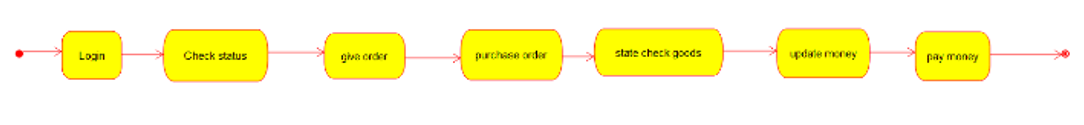 Login
Check status
give order
purchase order
state check goods
update money
pay money